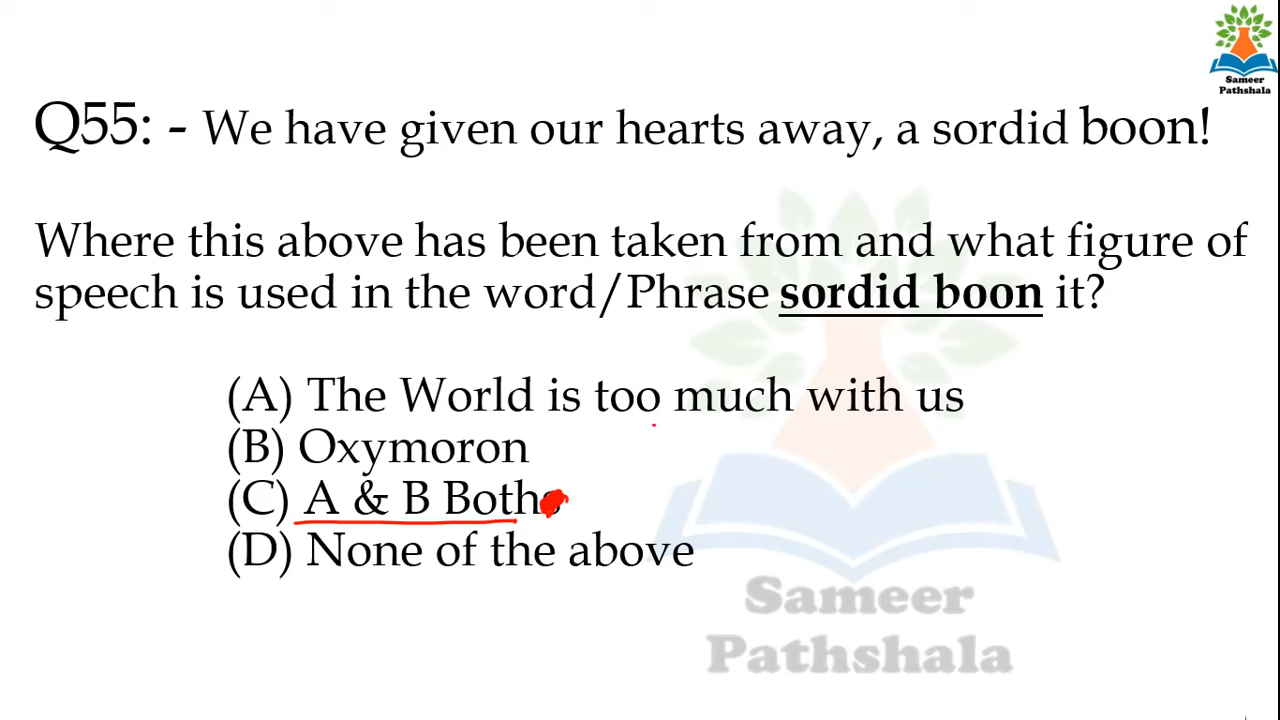 Sameer
Pathshala
Q55: - We have given our hearts away, a sordid boon!
Where this above has been taken from and what figure of
speech is used in the word/Phrase sordid boon it?
(A) The World is too much with us
(B) Oxymoron
(C) A & B Boths
(D) None of the above
Sameer
Pathshala